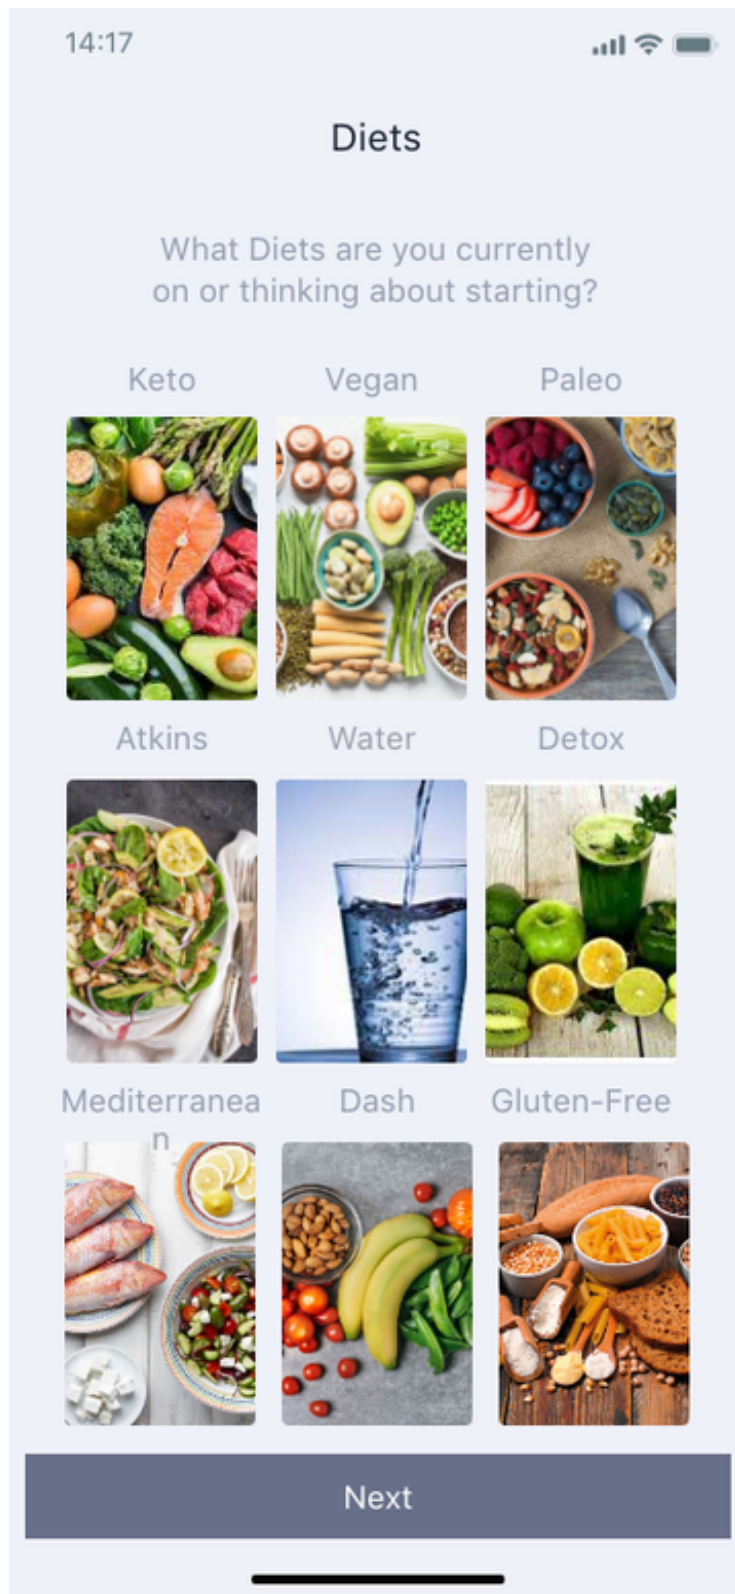 14:17
Diets
What Diets are you currently
on or thinking about starting?
Keto Vegan Paleo
Atkins Water Detox
Mediterranea
n
Dash Gluten-Free
Next